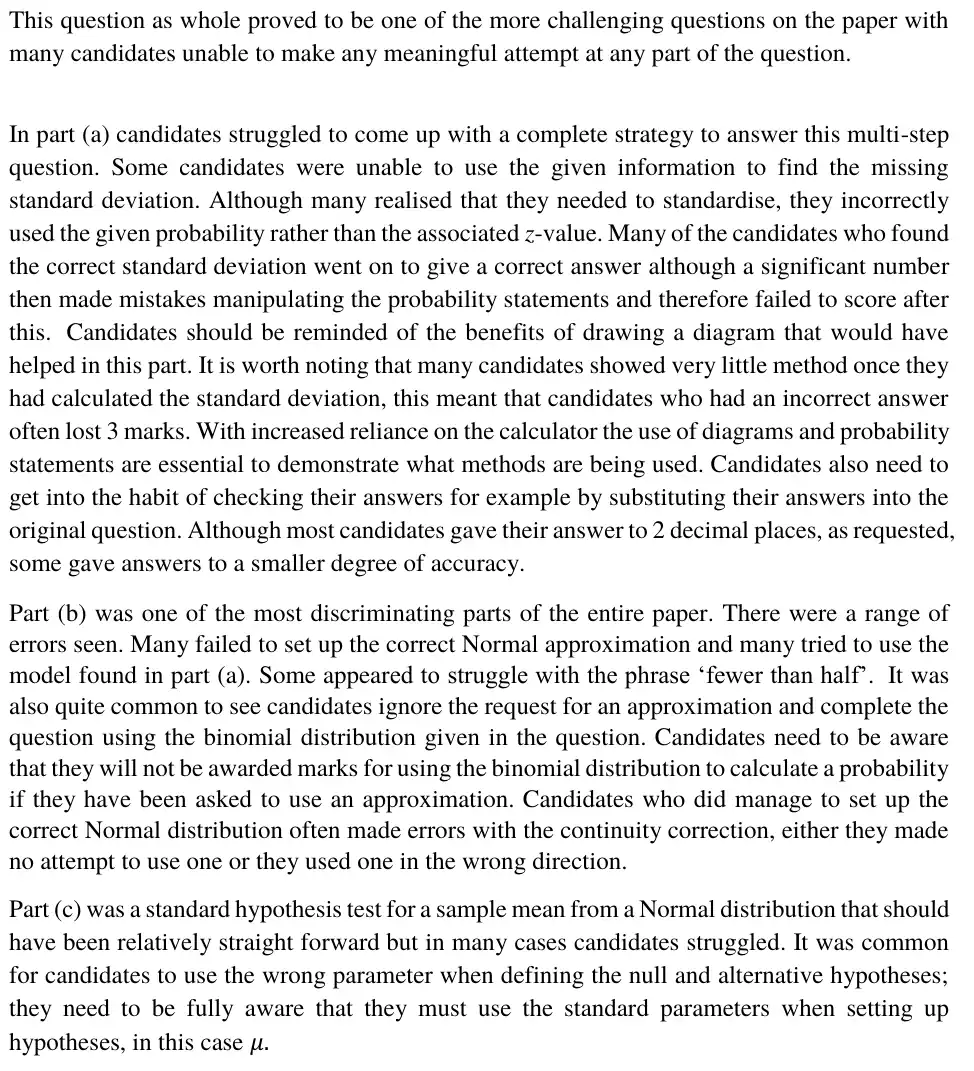 This question as whole proved to be one of the more challenging questions on the paper with
many candidates unable to make any meaningful attempt at any part of the question.
In part (a) candidates struggled to come up with a complete strategy to answer this multi-step
question. Some candidates were unable to use the given information to find the missing
standard deviation. Although many realised that they needed to standardise, they incorrectly
used the given probability rather than the associated z-value. Many of the candidates who found
the correct standard deviation went on to give a correct answer although a significant number
then made mistakes manipulating the probability statements and therefore failed to score after
this. Candidates should be reminded of the benefits of drawing a diagram that would have
helped in this part. It is worth noting that many candidates showed very little method once they
had calculated the standard deviation, this meant that candidates who had an incorrect answer
often lost 3 marks. With increased reliance on the calculator the use of diagrams and probability
statements are essential to demonstrate what methods are being used. Candidates also need to
get into the habit of checking their answers for example by substituting their answers into the
original question. Although most candidates gave their answer to 2 decimal places, as requested,
some gave answers to a smaller degree of accuracy.
Part (b) was one of the most discriminating parts of the entire paper. There were a range of
errors seen. Many failed to set up the correct Normal approximation and many tried to use the
model found in part (a). Some appeared to struggle with the phrase ‘fewer than half’. It was
also quite common to see candidates ignore the request for an approximation and complete the
question using the binomial distribution given in the question. Candidates need to be aware
that they will not be awarded marks for using the binomial distribution to calculate a probability
if they have been asked to use an approximation. Candidates who did manage to set up the
correct Normal distribution often made errors with the continuity correction, either they made
no attempt to use one or they used one in the wrong direction.
Part (c) was a standard hypothesis test for a sample mean from a Normal distribution that should
have been relatively straight forward but in many cases candidates struggled. It was common
for candidates to use the wrong parameter when defining the null and alternative hypotheses;
they need to be fully aware that they must use the standard parameters when setting up
hypotheses, in this case μ.